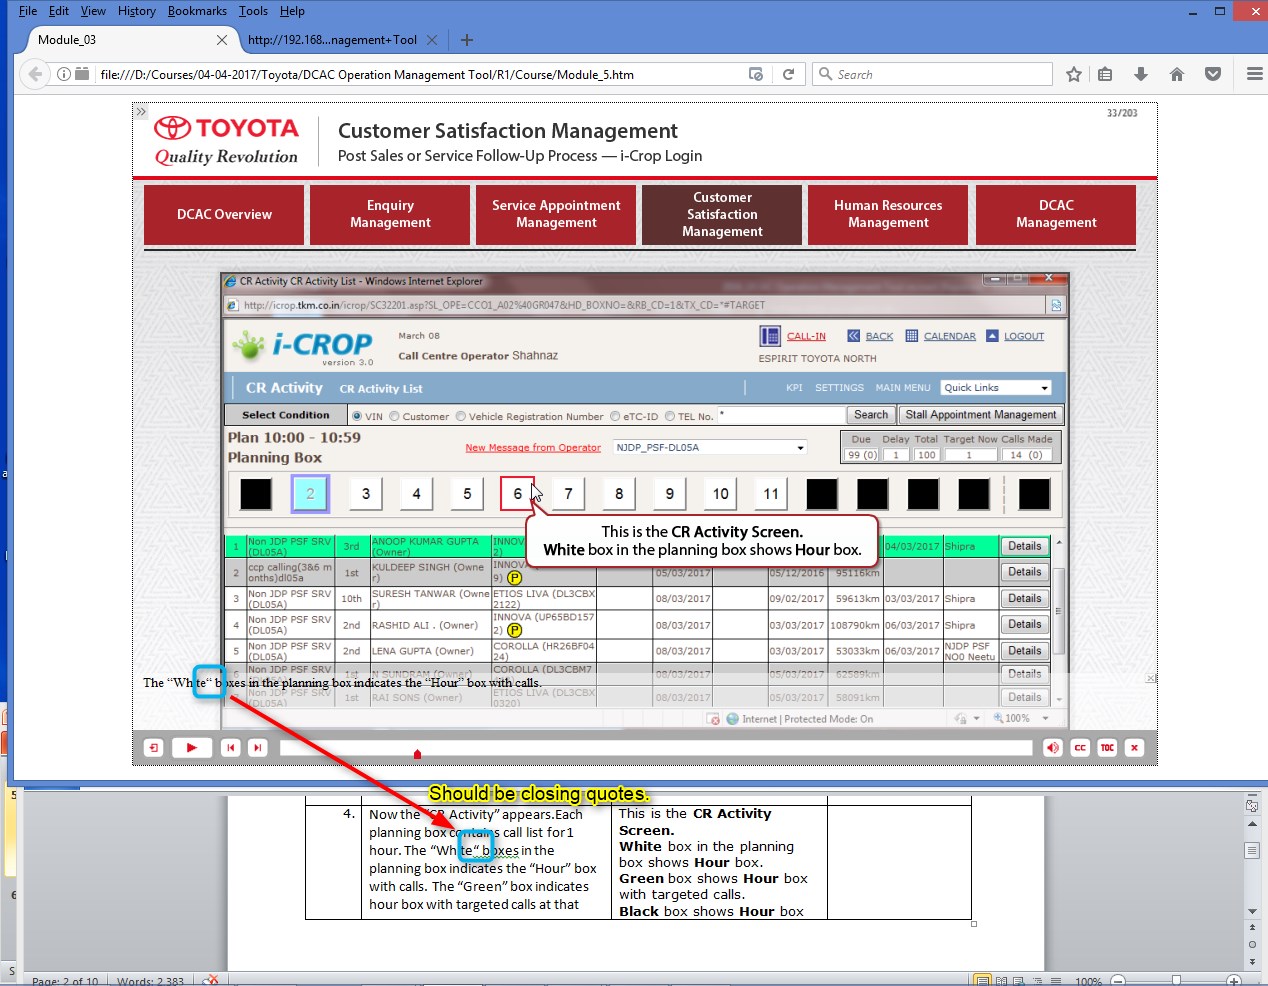 File Edit View History Bookmarks Tools Help
Module_03
http://192.168...nagement+Tool
file:///D:/Courses/04-04-2017/Toyota/DCAC Operation Management Tool/R1/Course/Module_5.htm
Search
33/203
TOYOTA
Quality Revolution
Customer Satisfaction Management
Post Sales or Service Follow-Up Process — i-Crop Login
DCAC Overview
Enquiry
Management
Service Appointment
Management
Customer
Satisfaction
Management
Human Resources
Management
DCAC
Management
CR Activity CR Activity List - Windows Internet Explorer
http://icrop.tkm.co.in/icrop/SC32201.asp?SL_OPE=CCO1_A02%40GR047&HD_BOXNO=&RB_CD=1&TX_CD=*#TARGET
i-CROP
version 3.0
March 08
Call Centre Operator Shahnaz
CALL-IN BACK CALENDAR LOGOUT
ESPIRIT TOYOTA NORTH
CR Activity CR Activity List
KPI SETTINGS MAIN MENU Quick Links
Select Condition VIN Customer Vehicle Registration Number eTC-ID TEL No. * Search Stall Appointment Management
Plan 10:00 - 10:59
Planning Box
New Message from Operator NJDP_PSF-DL05A
Due Delay Total Target Now Calls Made
99 (0) 1 100 1 14 (0)
2 3 4 5 6 7 8 9 10 11
This is the CR Activity Screen.
White box in the planning box shows Hour box.
1 Non JDP PSF SRV (DL05A) 3rd ANOOP KUMAR GUPTA (Owner) INNOV 04/03/2017 Shipra Details
2 ccp calling(3&6 m onths)dl05a 1st KULDEEP SINGH (Owne r) INNOV 9) P 05/03/2017 05/12/2016 95116km Details
3 Non JDP PSF SRV (DL05A) 10th SURESH TANWAR (Owne r) ETIOS LIVA (DL3CBX 2122) 08/03/2017 09/02/2017 59613km 03/03/2017 Shipra Details
4 Non JDP PSF SRV (DL05A) 2nd RASHID ALI . (Owner) INNOVA (UP65BD157 2) P 08/03/2017 03/03/2017 108790km 06/03/2017 Shipra Details
5 Non JDP PSF SRV (DL05A) 2nd LENA GUPTA (Owner) COROLLA (HR26BF04 24) 08/03/2017 03/03/2017 53033km 06/03/2017 NJDP PSF NO0 Neetu Details
6 Non JDP PSF SRV (DL05A) 1st N SUNDRAM (Owner) COROLLA (DL3CBM7 08/03/2017 05/03/2017 62589km Details
Non JDP PSF SRV (DL05A) 1st RAI SONS (Owner) ETIOS LIVA (DL3CBX 0320) 08/03/2017 05/03/2017 58091km Details
The “White“ boxes in the planning box indicates the “Hour” box with calls.
Internet | Protected Mode: On 100%
CC TOC
Should be closing quotes.
4. Now the “CR Activity” appears.Each
planning box contains call list for1
hour. The “White“ boxes in the
planning box indicates the “Hour” box
with calls. The “Green” box indicates
hour box with targeted calls at that
This is the CR Activity
Screen.
White box in the planning
box shows Hour box.
Green box shows Hour box
with targeted calls.
Black box shows Hour box
Page: 2 of 10 Words: 2,383 100%